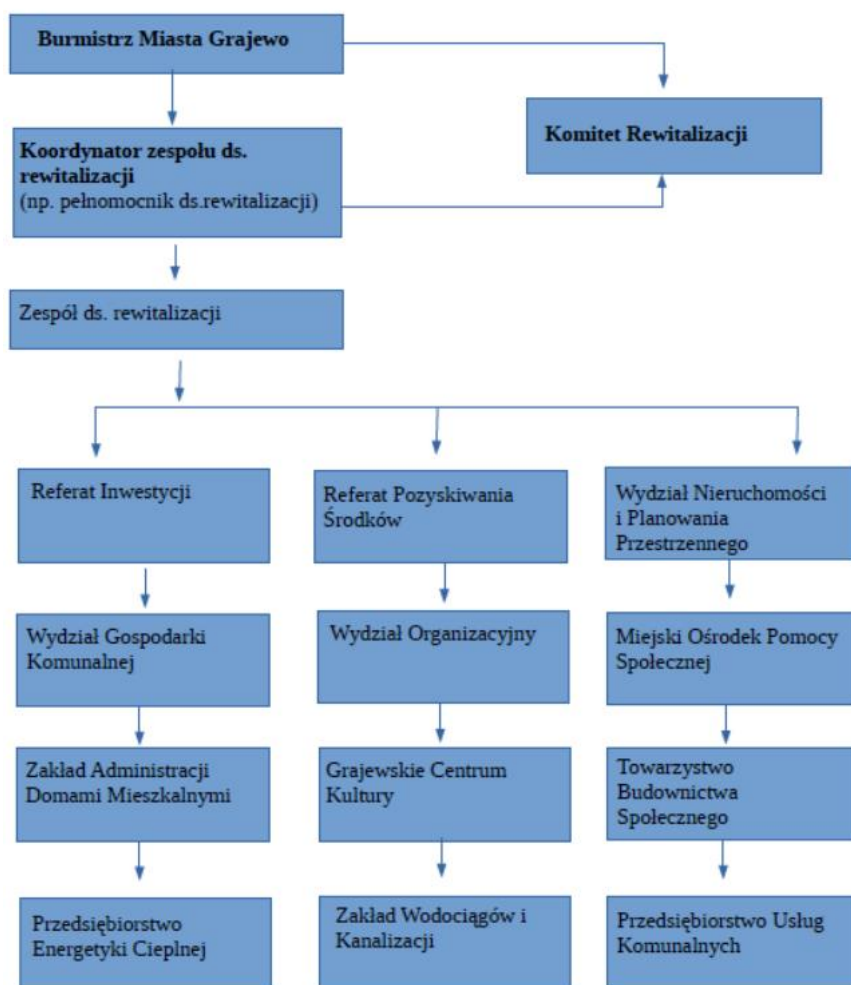 Burmistrz Miasta Grajewo
Komitet Rewitalizacji
Koordynator zespołu ds.
rewitalizacji
(np. pełnomocnik ds.rewitalizacji)
Zespół ds. rewitalizacji
Referat Inwestycji
Referat Pozyskiwania
Środków
Wydział Nieruchomości
i Planowania
Przestrzennego
Wydział Gospodarki
Komunalnej
Wydział Organizacyjny
Miejski Ośrodek Pomocy
Społecznej
Zakład Administracji
Domami Mieszkalnymi
Grajewskie Centrum
Kultury
Towarzystwo
Budownictwa
Społecznego
Przedsiębiorstwo
Energetyki Cieplnej
Zakład Wodociągów i
Kanalizacji
Przedsiębiorstwo Usług
Komunalnych